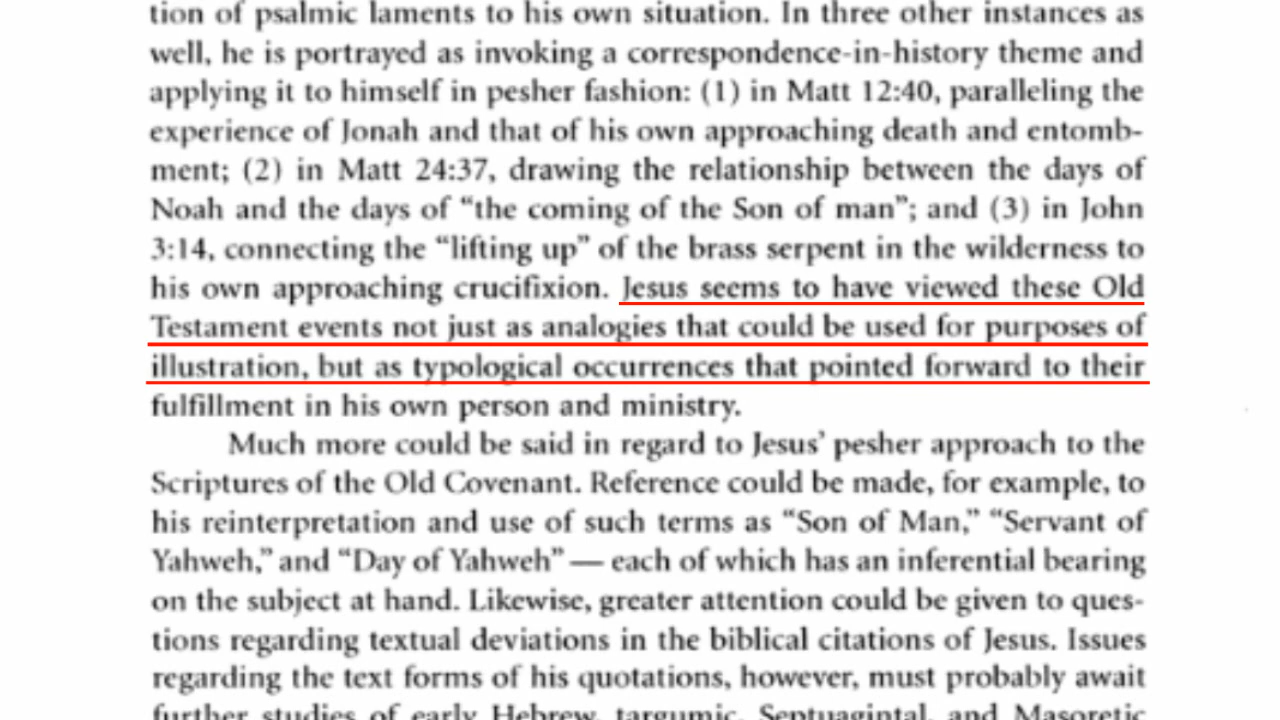 tion of psalmic laments to his own situation. In three other instances as
well, he is portrayed as invoking a correspondence-in-history theme and
applying it to himself in pesher fashion: (1) in Matt 12:40, paralleling the
experience of Jonah and that of his own approaching death and entomb-
ment; (2) in Matt 24:37, drawing the relationship between the days of
Noah and the days of “the coming of the Son of man”; and (3) in John
3:14, connecting the “lifting up” of the brass serpent in the wilderness to
his own approaching crucifixion. Jesus seems to have viewed these Old
Testament events not just as analogies that could be used for purposes of
illustration, but as typological occurrences that pointed forward to their
fulfillment in his own person and ministry.
Much more could be said in regard to Jesus’ pesher approach to the
Scriptures of the Old Covenant. Reference could be made, for example, to
his reinterpretation and use of such terms as “Son of Man,” “Servant of
Yahweh,” and “Day of Yahweh” — each of which has an inferential bearing
on the subject at hand. Likewise, greater attention could be given to ques-
tions regarding textual deviations in the biblical citations of Jesus. Issues
regarding the text forms of his quotations, however, must probably await
further studies of early Hebrew, targumic, Septuagintal, and Masoretic